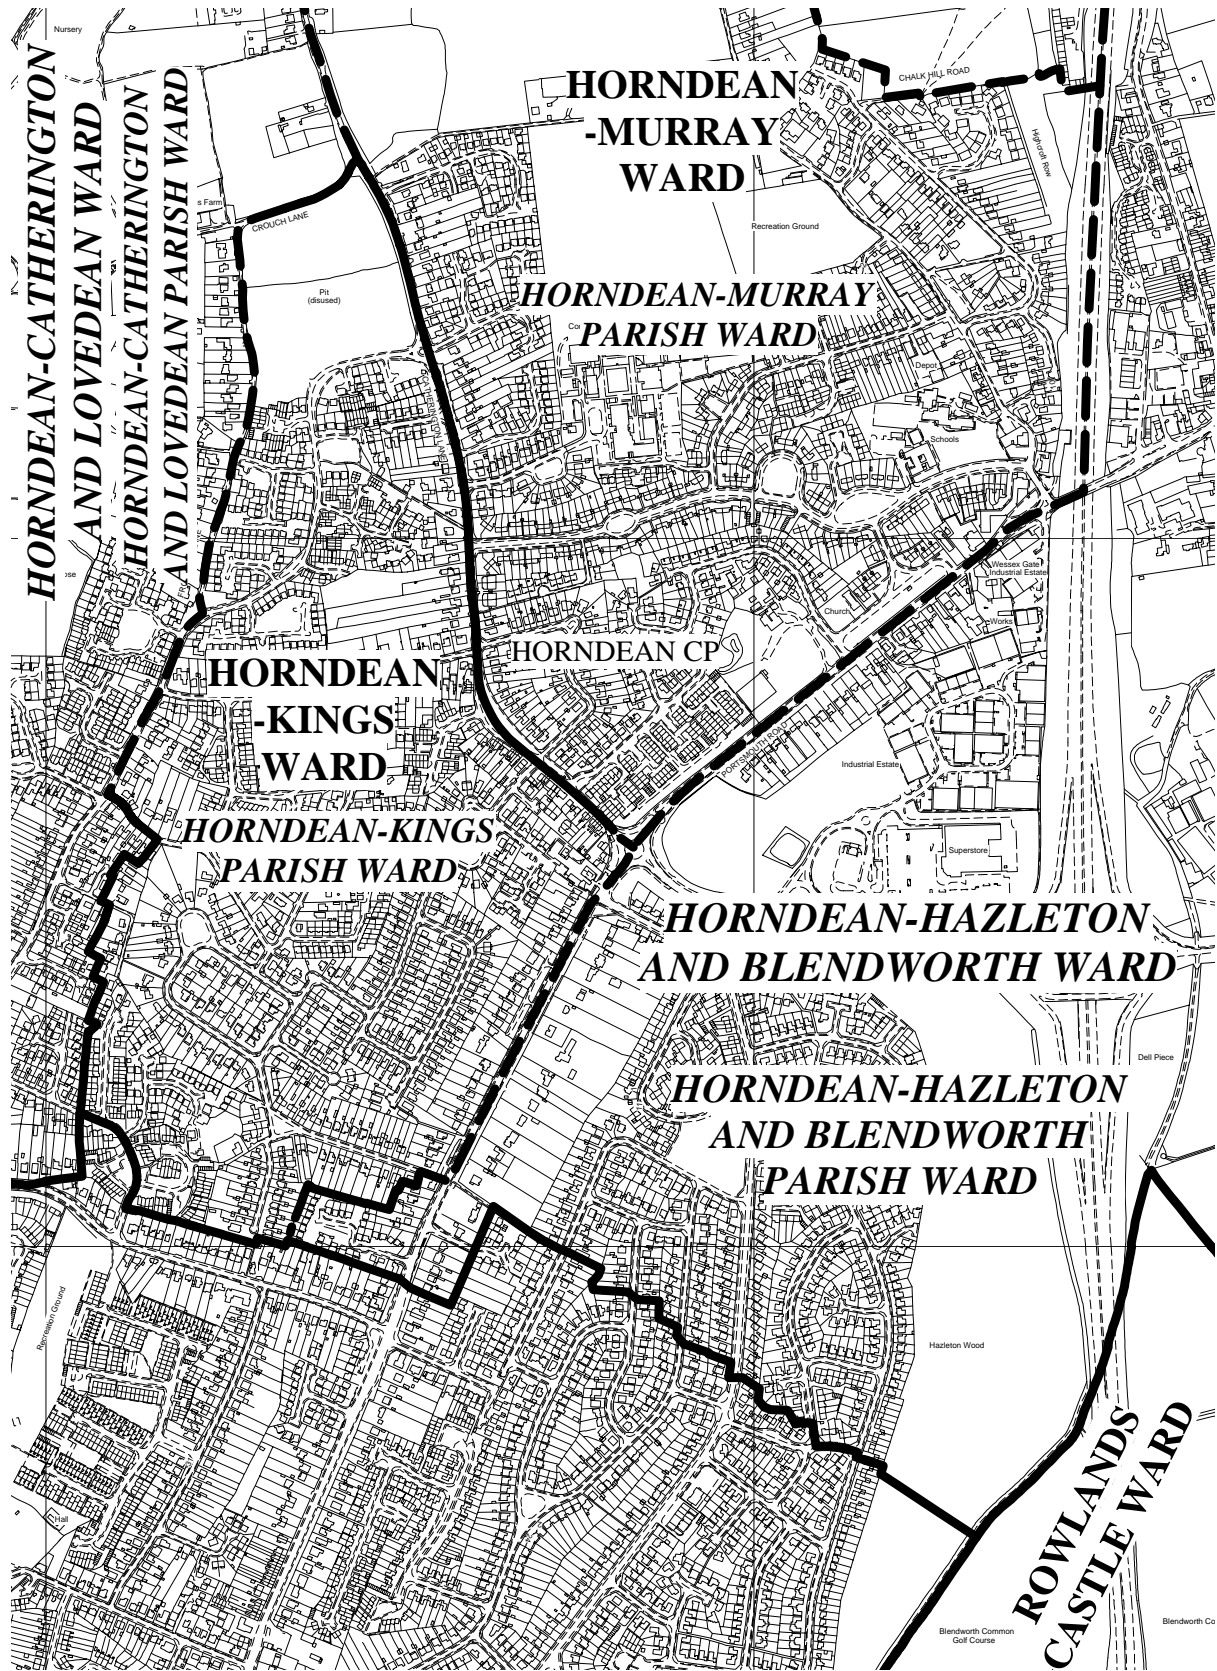 Nursery
HORNDEAN-CATHERINGTON
AND LOVEDEAN WARD
HORNDEAN-CATHERINGTON
AND LOVEDEAN PARISH WARD
HORNDEAN
-MURRAY
WARD
CHALK HILL ROAD
Highcroft Row
s Farm
CROUCH LANE
Recreation Ground
Pit
(disused)
HORNDEAN-MURRAY
PARISH WARD
Depot
Schools
Wessex Gate
Industrial Estate
Works
Church
HORNDEAN CP
HORNDEAN
-KINGS
WARD
PORTSMOUTH ROAD
Industrial Estate
HORNDEAN-KINGS
PARISH WARD
Superstore
HORNDEAN-HAZLETON
AND BLENDWORTH WARD
Dell Piece
HORNDEAN-HAZLETON
AND BLENDWORTH
PARISH WARD
Recreation Ground
Hazleton Wood
Hall
ROWLANDS
CASTLE WARD
Blendworth Common
Golf Course
Blendworth Co